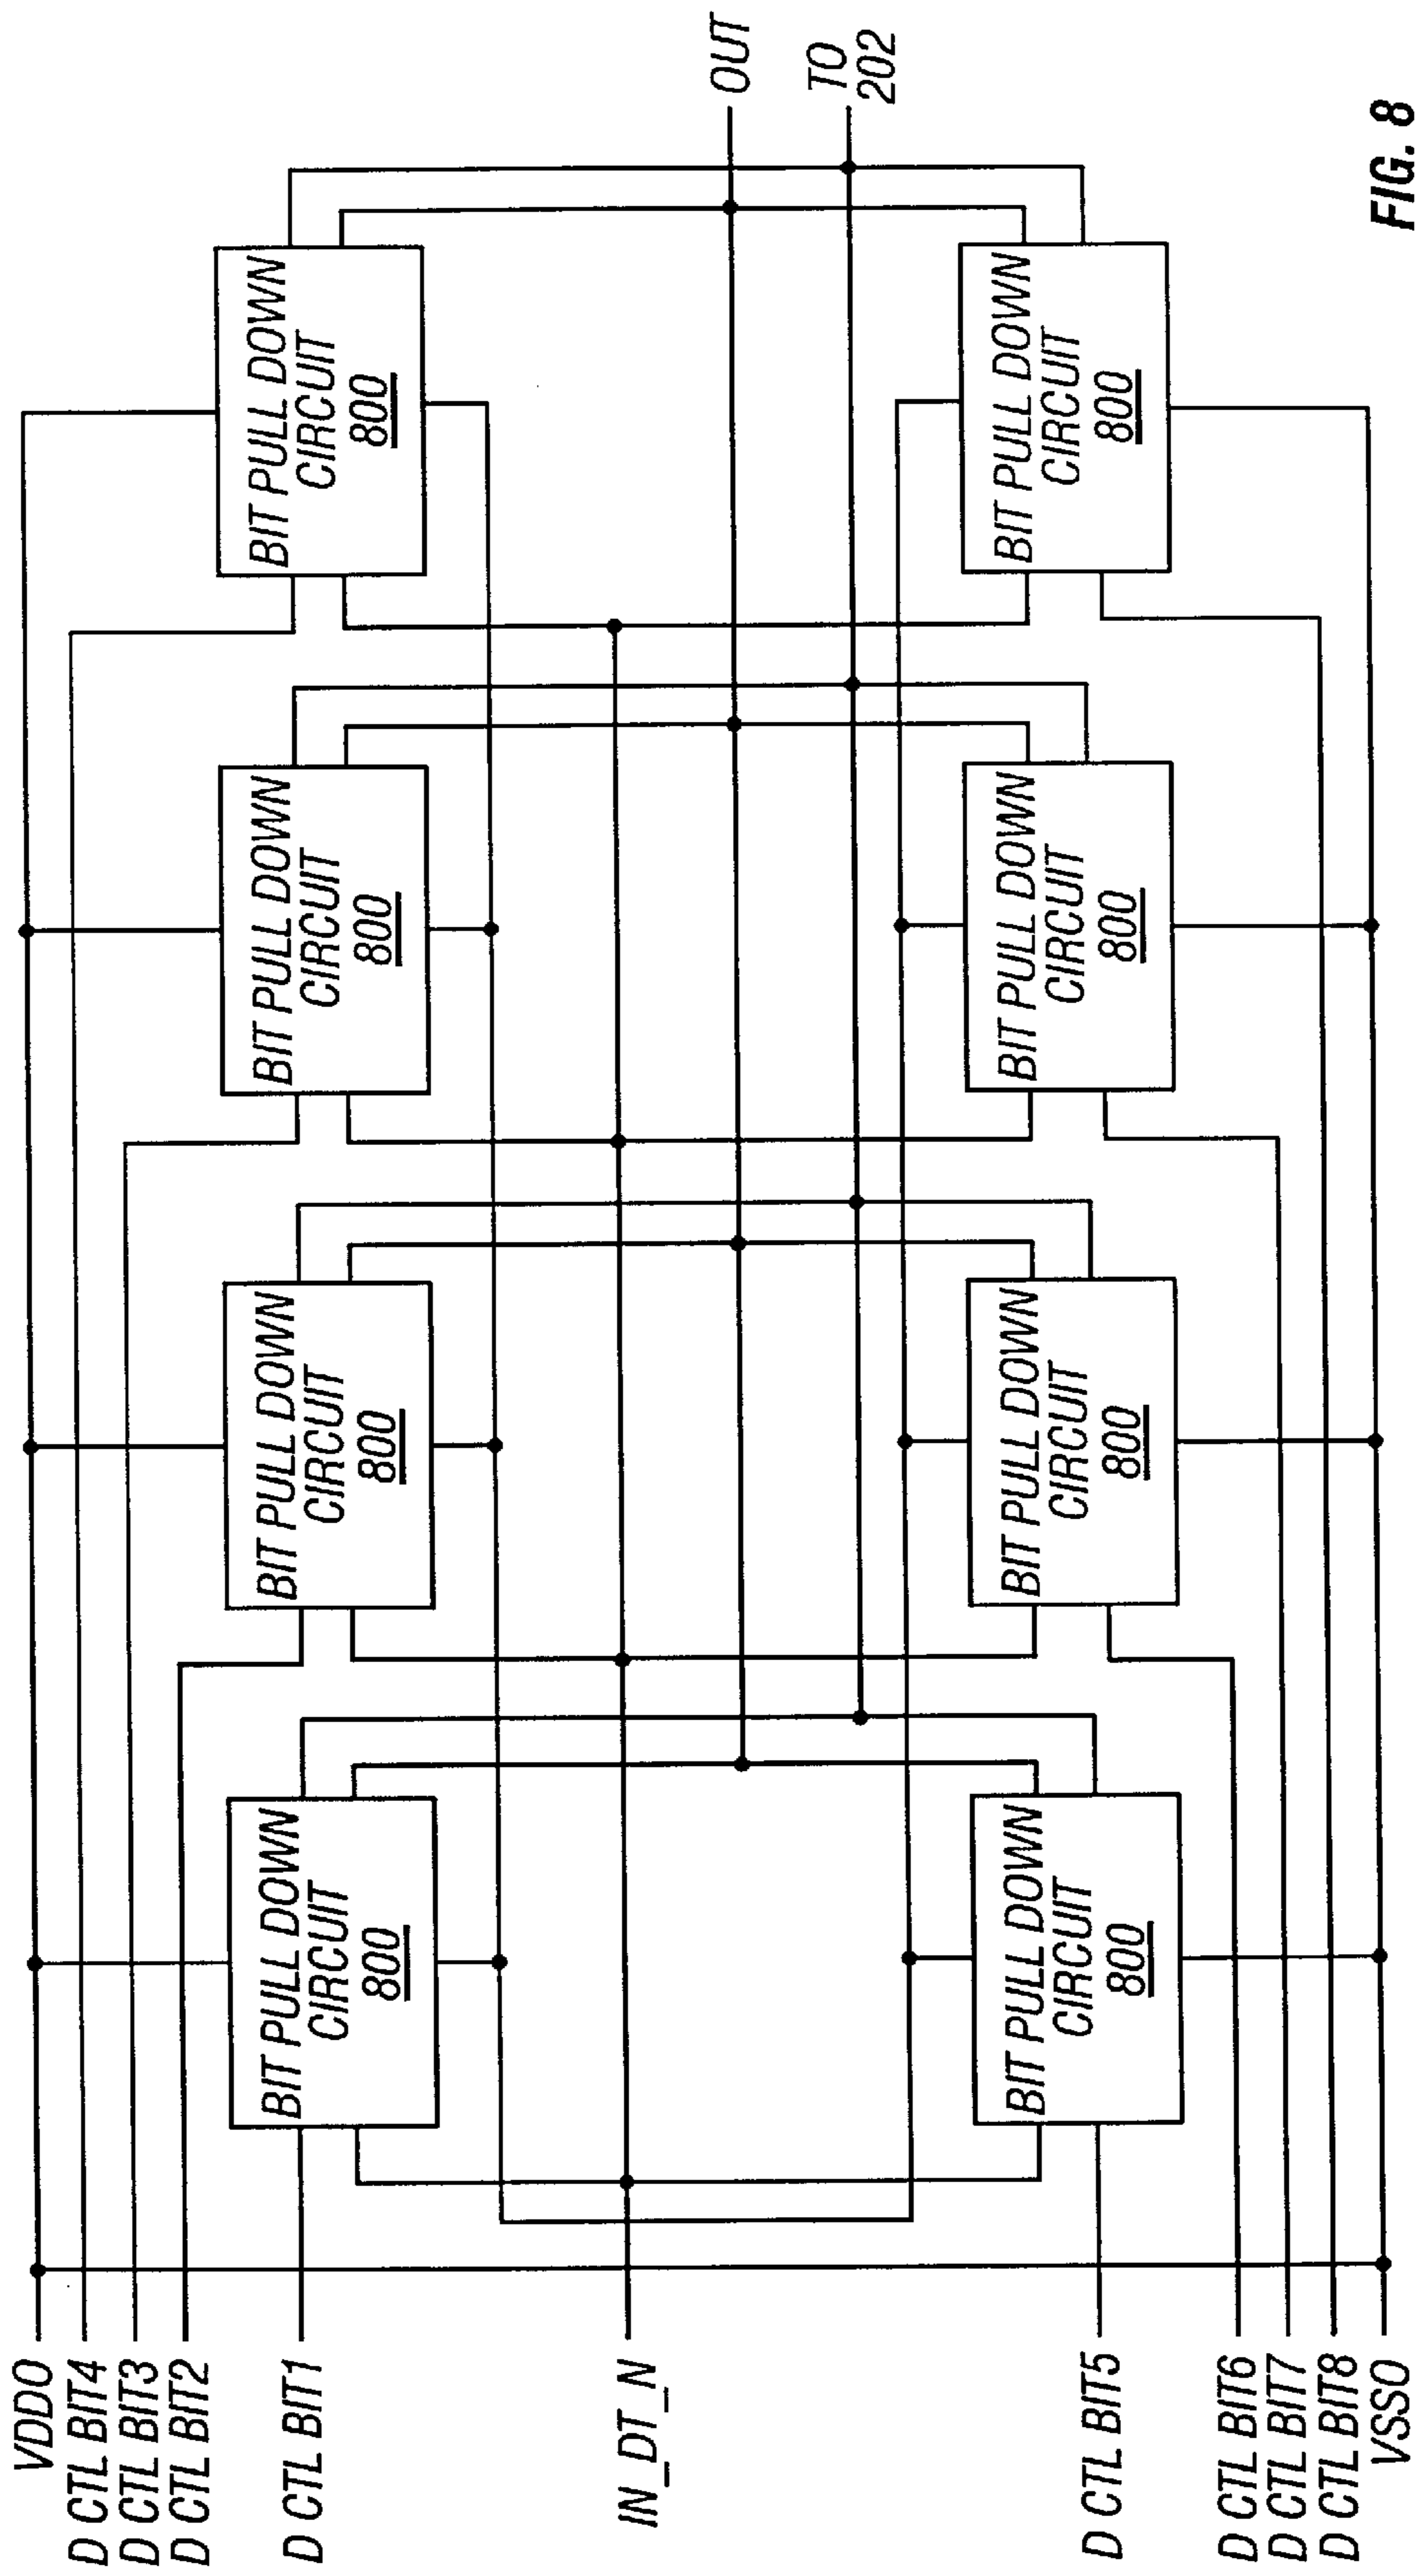 VDDO
D CTL BIT4
D CTL BIT3
D CTL BIT2
D CTL BIT1
IN_DT_N
D CTL BIT5
D CTL BIT6
D CTL BIT7
D CTL BIT8
VSSO
BIT PULL DOWN
CIRCUIT
800
BIT PULL DOWN
CIRCUIT
800
BIT PULL DOWN
CIRCUIT
800
BIT PULL DOWN
CIRCUIT
800
BIT PULL DOWN
CIRCUIT
800
BIT PULL DOWN
CIRCUIT
800
BIT PULL DOWN
CIRCUIT
800
BIT PULL DOWN
CIRCUIT
800
OUT
TO
202
FIG. 8